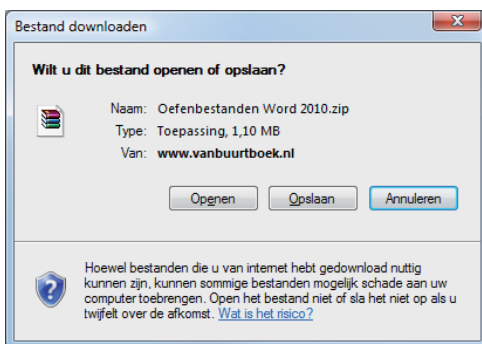 Bestand downloaden
Wilt u dit bestand openen of opslaan?
Naam: Oefenbestanden Word 2010.zip
Type: Toepassing, 1,10 MB
Van: www.vanbuurtboek.nl
Openen Opslaan Annuleren
Hoewel bestanden die u van internet hebt gedownload nuttig
kunnen zijn, kunnen sommige bestanden mogelijk schade aan uw
computer toebrengen. Open het bestand niet of sla het niet op als u
twijfelt over de afkomst. Wat is het risico?